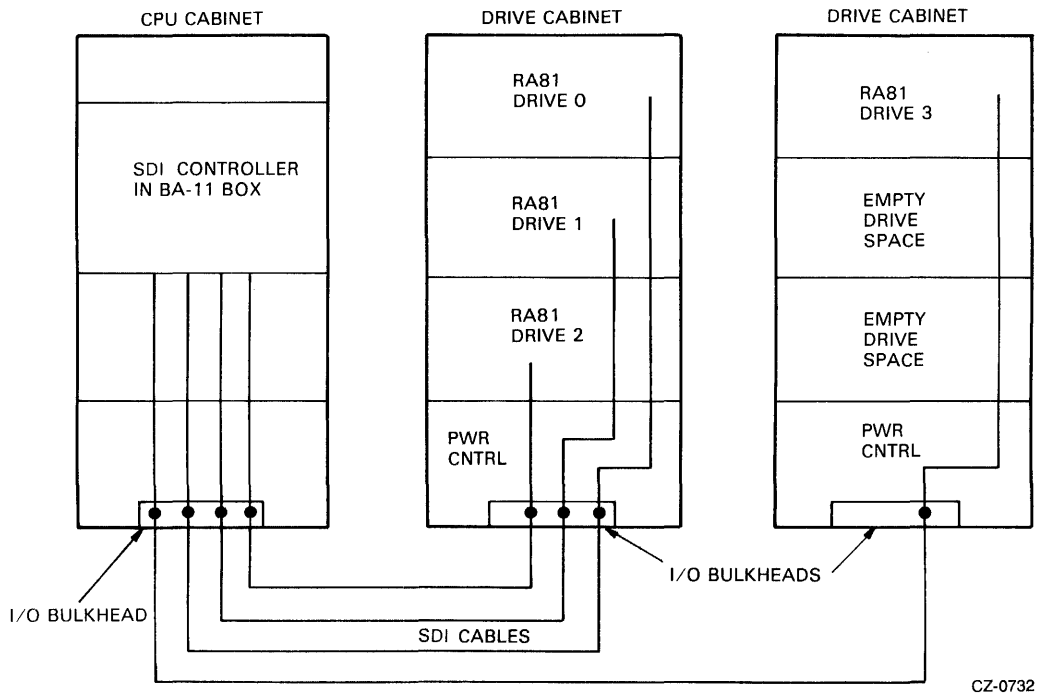 CPU CABINET
DRIVE CABINET
DRIVE CABINET
SDI CONTROLLER
IN BA-11 BOX
RA81
DRIVE 0
RA81
DRIVE 1
RA81
DRIVE 2
PWR
CNTRL
RA81
DRIVE 3
EMPTY
DRIVE
SPACE
EMPTY
DRIVE
SPACE
PWR
CNTRL
I/O BULKHEAD
I/O BULKHEADS
SDI CABLES
CZ-0732